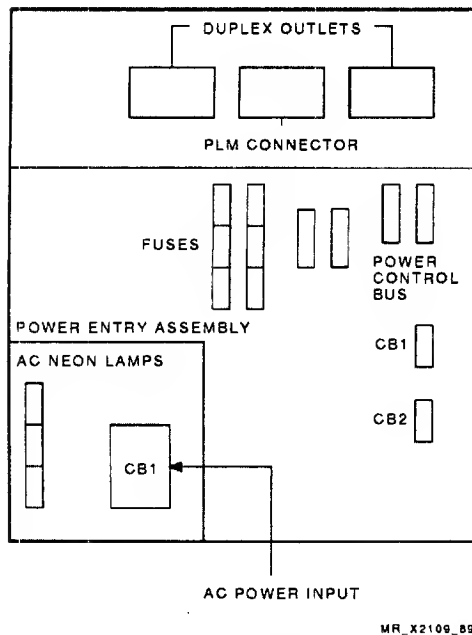 DUPLEX OUTLETS
PLM CONNECTOR
FUSES
POWER
CONTROL
BUS
POWER ENTRY ASSEMBLY
AC NEON LAMPS
CB1
CB2
CB1
AC POWER INPUT
MR_X2109_89